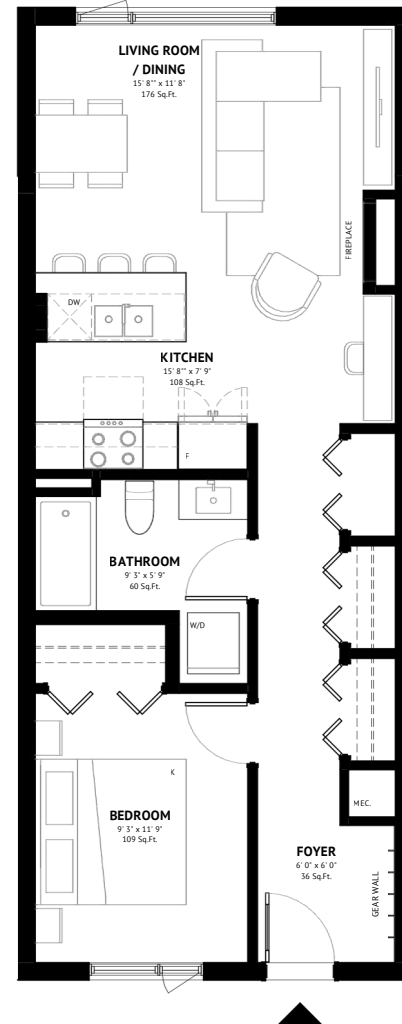 LIVING ROOM
/ DINING
15' 8"" x 11' 8"
176 Sq.Ft.
FIREPLACE
DW
KITCHEN
15' 8"" x 7' 9"
108 Sq.Ft.
F
BATHROOM
9' 3" x 5' 9"
60 Sq.Ft.
W/D
K
BEDROOM
9' 3" x 11' 9"
109 Sq.Ft.
MEC.
FOYER
6' 0" x 6' 0"
36 Sq.Ft.
GEAR WALL